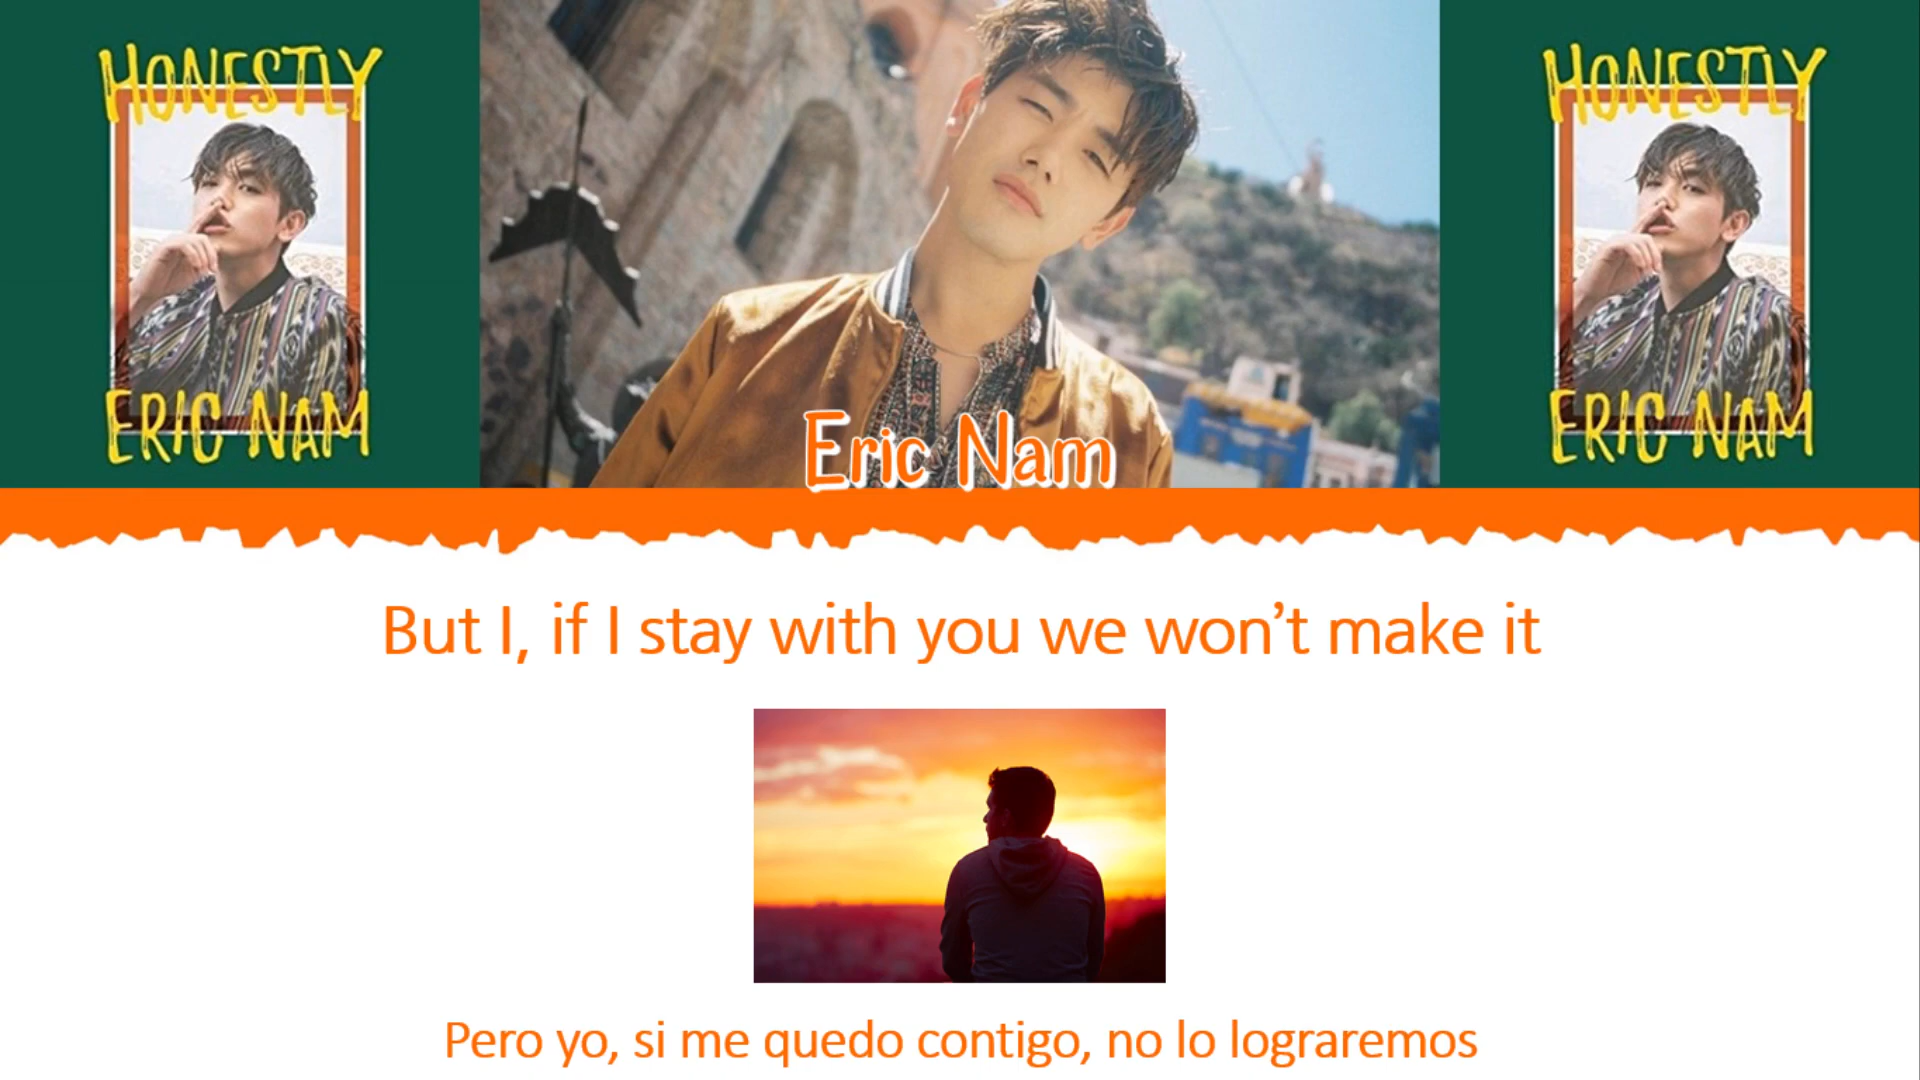 HONESTLY
ERIC NAM
Eric Nam
HONESTLY
ERIC NAM
But I, if I stay with you we won’t make it
Pero yo, si me quedo contigo, no lo lograremos